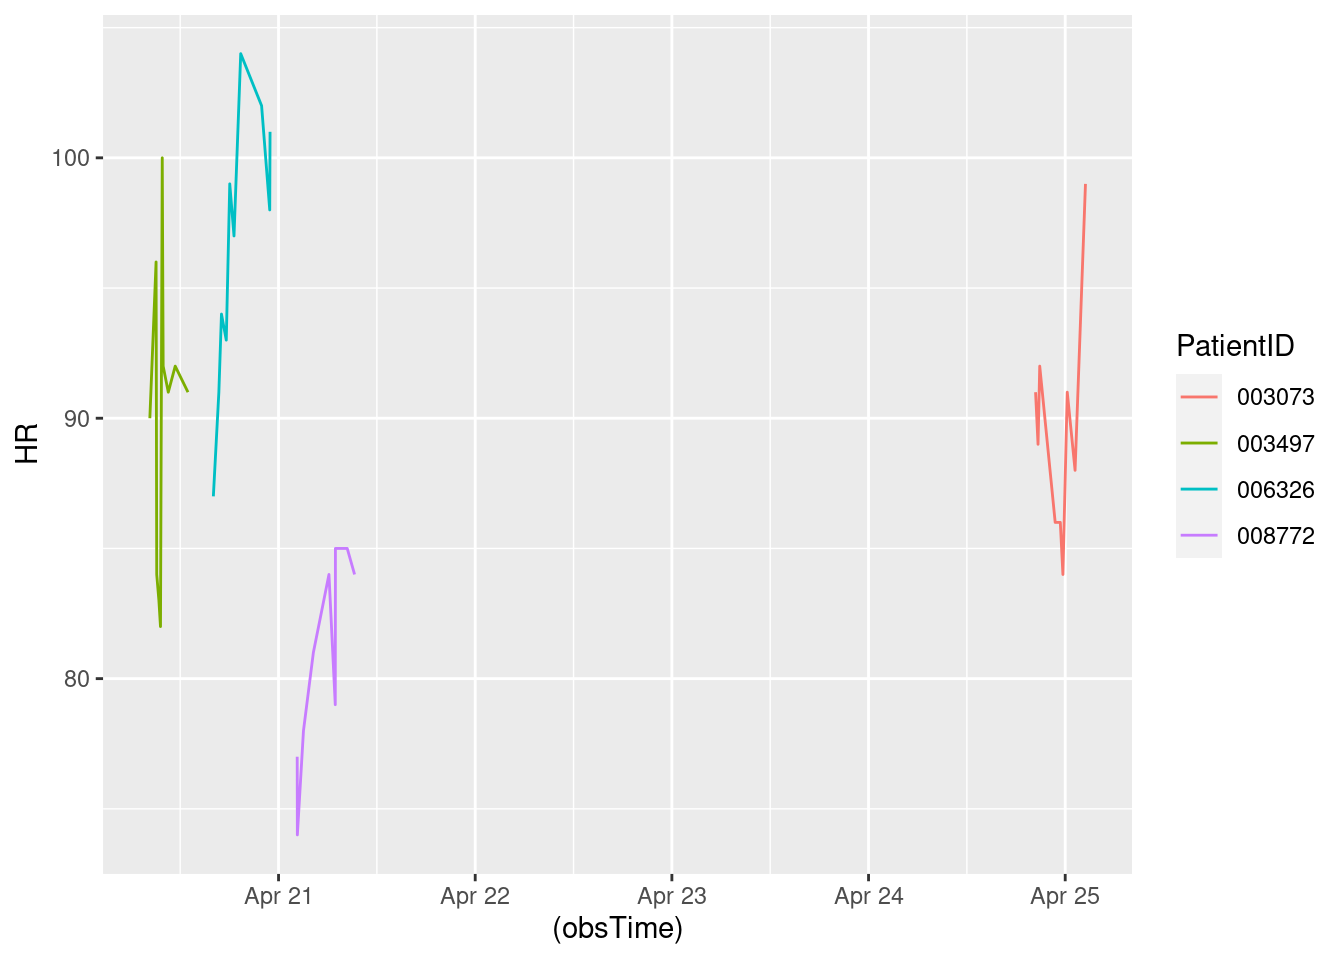 HR
100
90
80
Apr 21
Apr 22
Apr 23
Apr 24
Apr 25
(obsTime)
PatientID
003073
003497
006326
008772